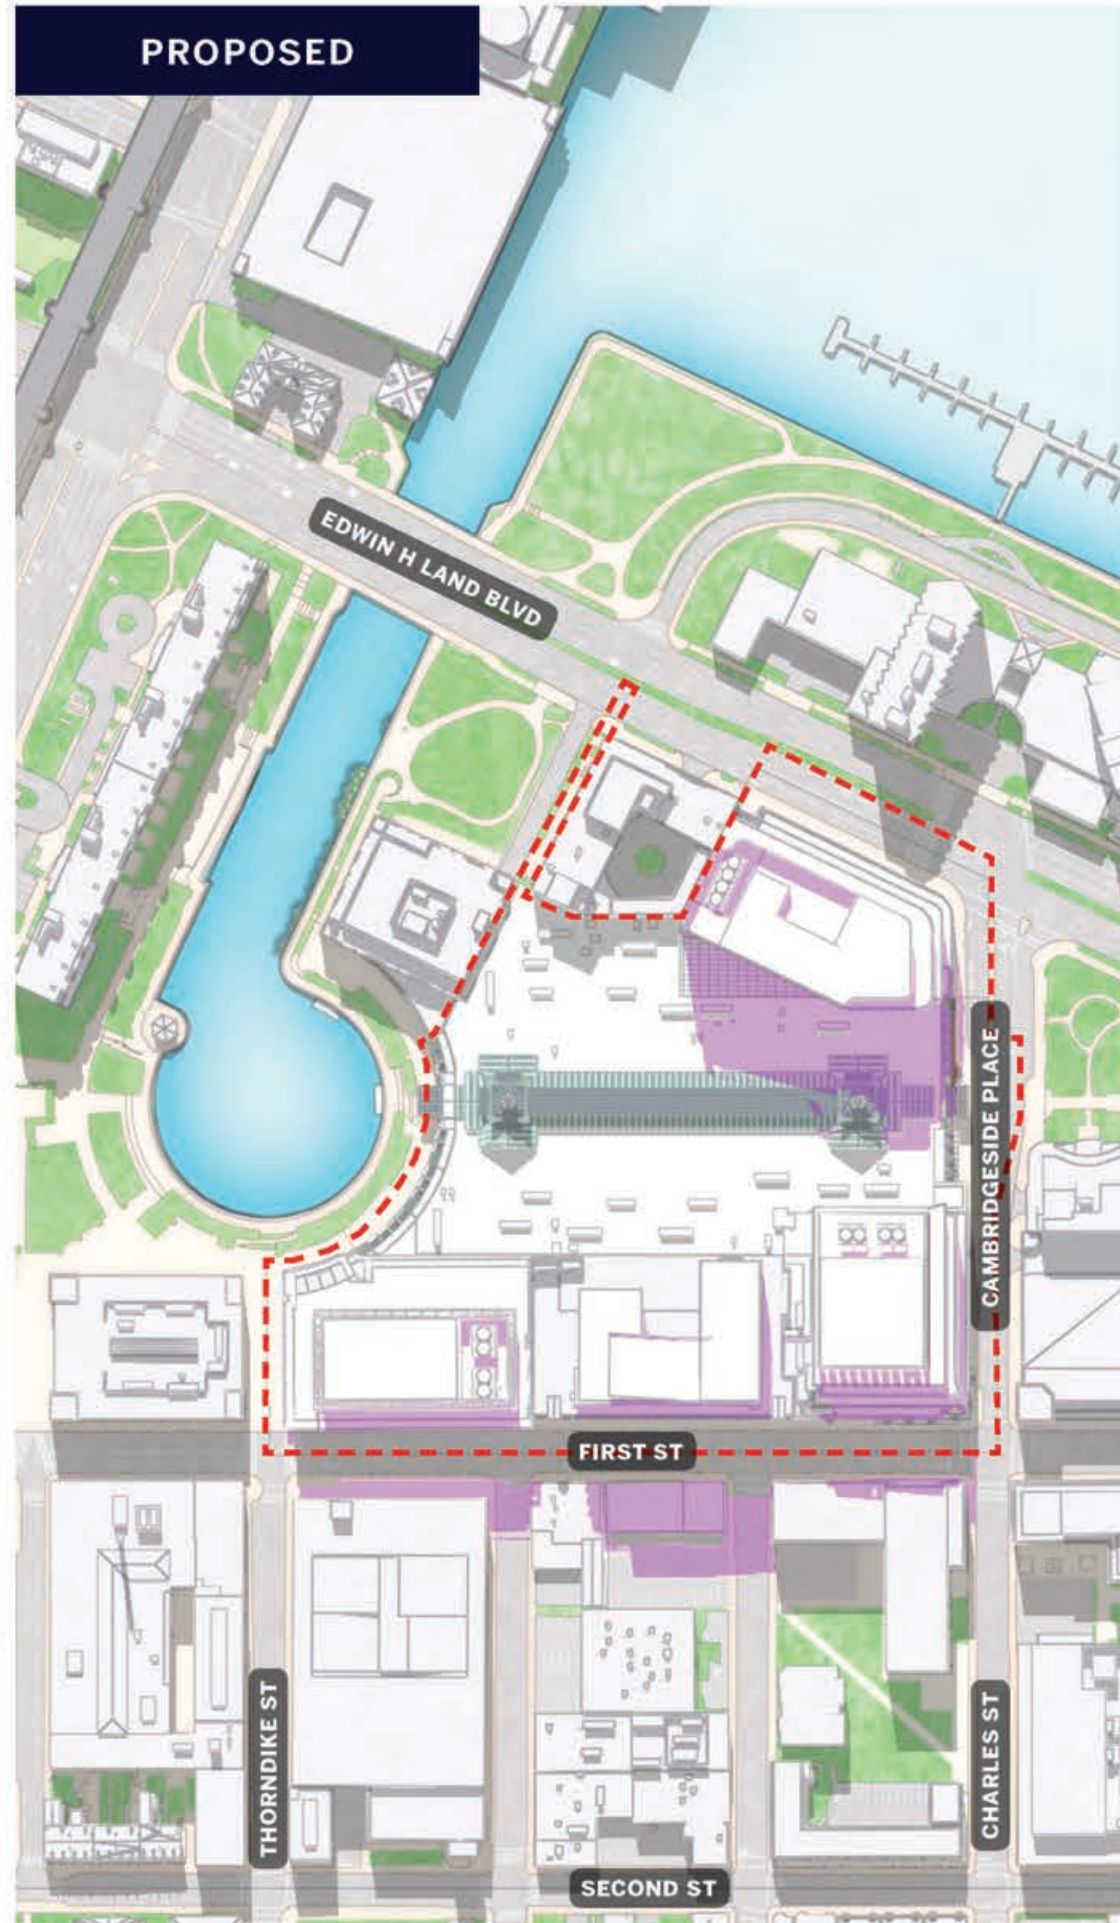 PROPOSED
EDWIN H LAND BLVD
CAMBRIDGESIDE PLACE
FIRST ST
THORNDIKE ST
CHARLES ST
SECOND ST